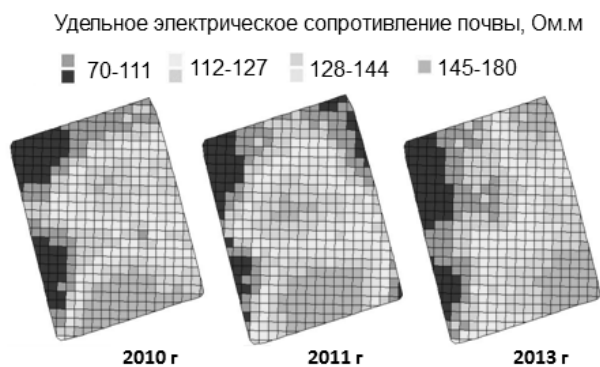 Удельное электрическое сопротивление почвы, Ом.м
70-111 112-127 128-144 145-180
2010 г 2011 г 2013 г